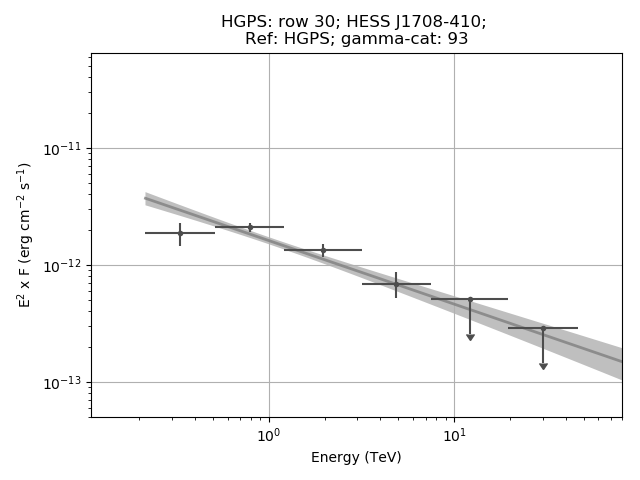 HGPS: row 30; HESS J1708-410;
Ref: HGPS; gamma-cat: 93
E² x F (erg cm⁻² s⁻¹)
10⁻¹¹
10⁻¹²
10⁻¹³
10⁰
10¹
Energy (TeV)